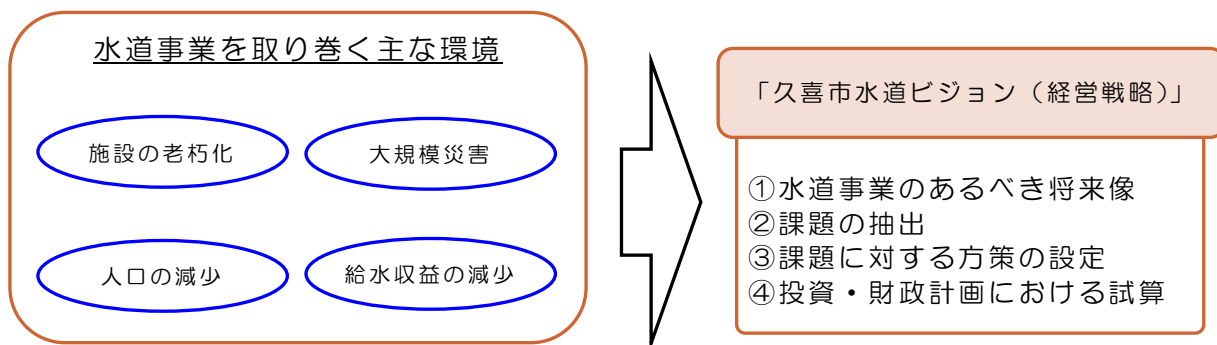 水道事業を取り巻く主な環境
施設の老朽化
大規模災害
人口の減少
給水収益の減少
「久喜市水道ビジョン（経営戦略）」
①水道事業のあるべき将来像
②課題の抽出
③課題に対する方策の設定
④投資・財政計画における試算